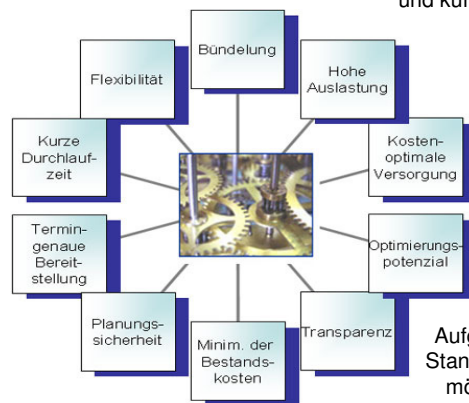 Bündelung
Hohe
Auslastung
Kosten-
optimale
Versorgung
Optimierungs-
potenzial
Transparenz
Minim. der
Bestands-
kosten
Planungs-
sicherheit
Termin-
genaue
Bereit-
stellung
Kurze
Durchlauf-
zeit
Flexibilität
und
Aufg
Stan
mö